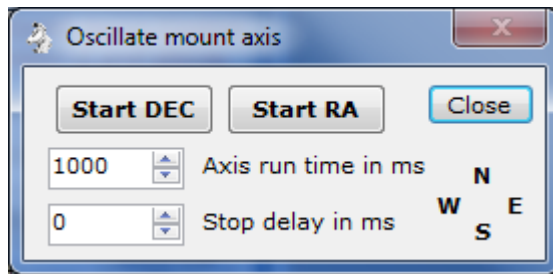 Oscillate mount axis
Start DEC Start RA Close
1000 Axis run time in ms
N
W E
0 Stop delay in ms
S